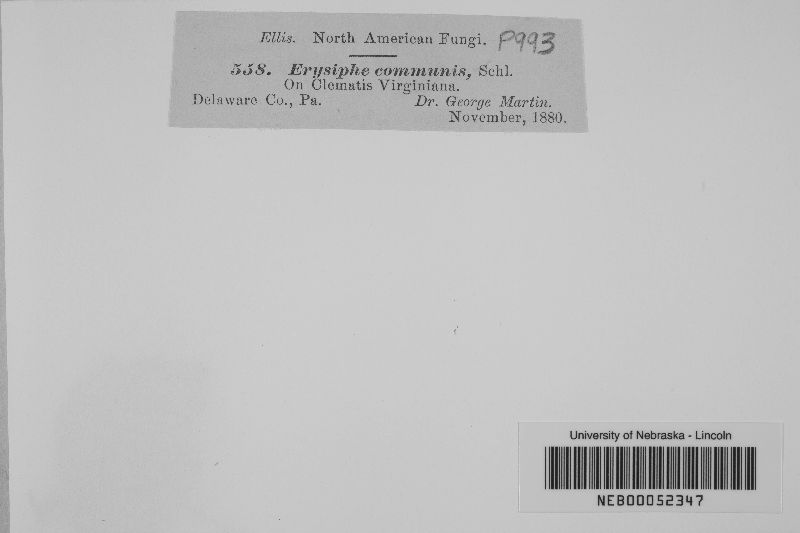 Ellis. North American Fungi. P993
558. Erysiphe communis, Schl.
On Clematis Virginiana.
Delaware Co., Pa. Dr. George Martin.
November, 1880.
University of Nebraska - Lincoln
NEB00052347